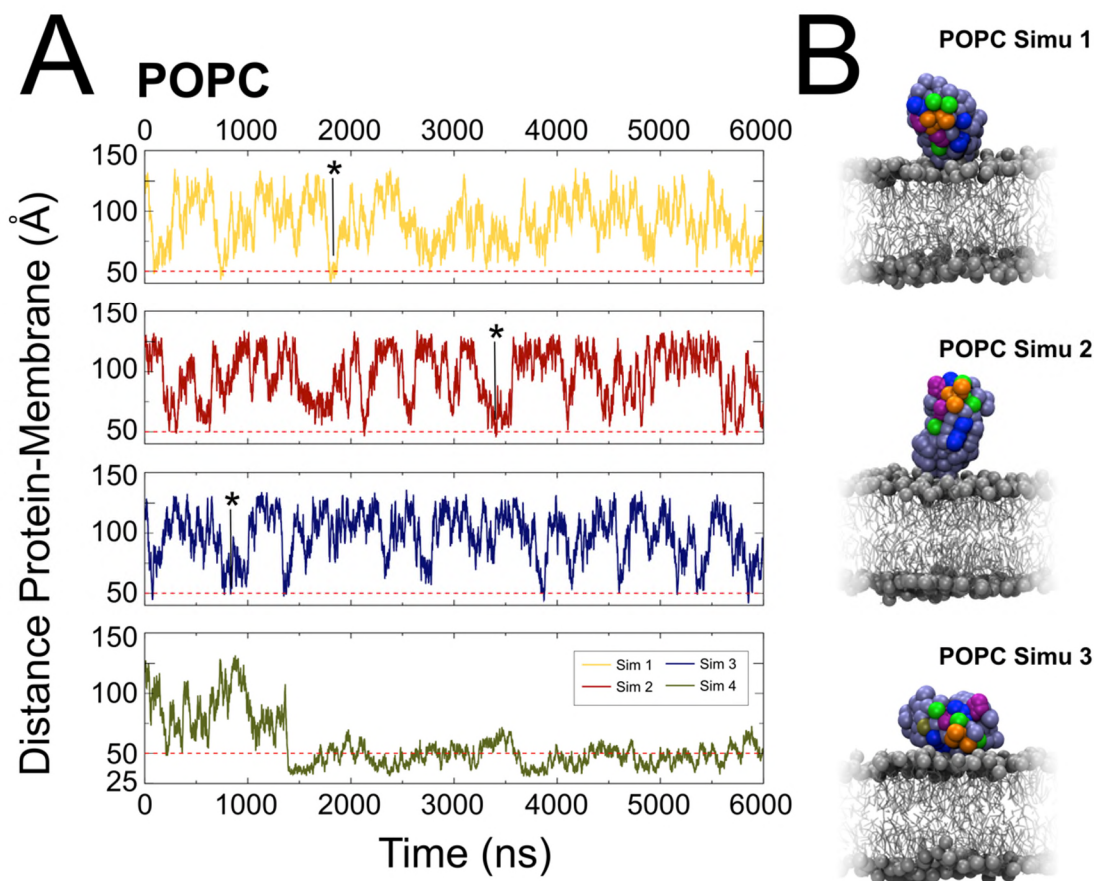 A
B
POPC
POPC Simu 1
0 1000 2000 3000 4000 5000 6000
150
*
100
50
150
*
100
50
POPC Simu 2
150
*
100
50
150
Sim 1 Sim 3
Sim 2 Sim 4
100
50
25
0 1000 2000 3000 4000 5000 6000
Time (ns)
Distance Protein-Membrane (Å)
POPC Simu 3